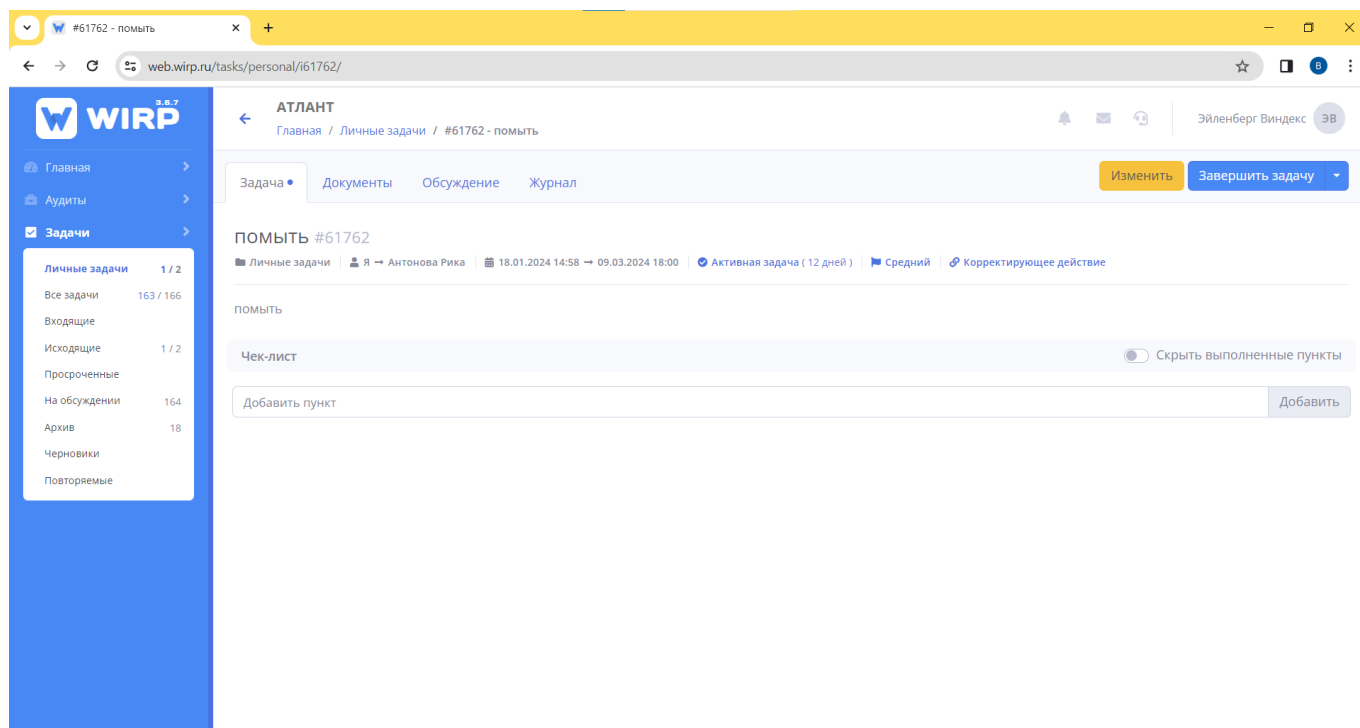 #61762 - помыть
web.wirp.ru/tasks/personal/i61762/
В
WIRP
3.6.7
АТЛАНТ
Главная / Личные задачи / #61762 - помыть
Эйленберг Виндекс ЭВ
Главная
Аудиты
Задачи
Личные задачи 1 / 2
Все задачи 163 / 166
Входящие
Исходящие 1 / 2
Просроченные
На обсуждении 164
Архив 18
Черновики
Повторяемые
Задача Документы Обсуждение Журнал
Изменить Завершить задачу
ПОМЫТЬ #61762
Личные задачи Я → Антонова Рика 18.01.2024 14:58 → 09.03.2024 18:00 Активная задача ( 12 дней ) Средний Корректирующее действие
помыть
Чек-лист Скрыть выполненные пункты
Добавить пункт Добавить